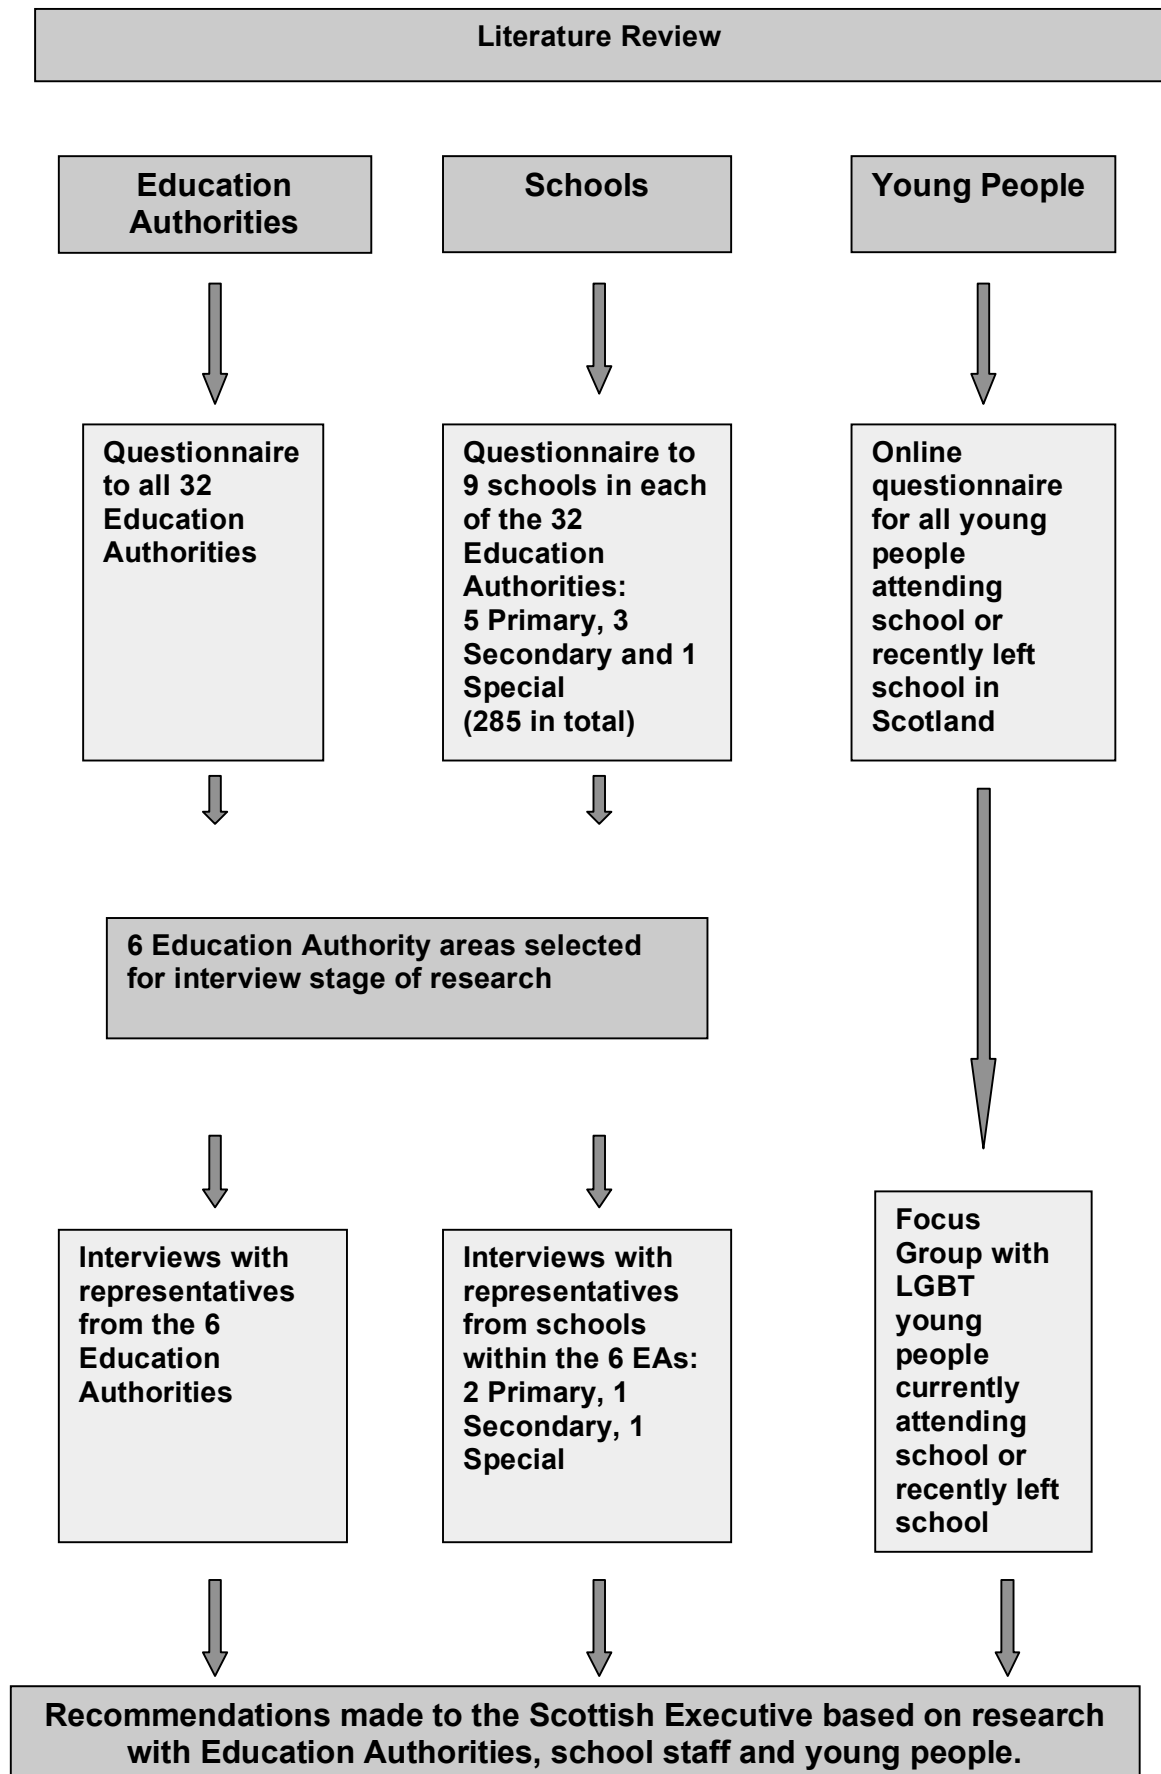 Literature Review
Education
Authorities
Schools
Young People
Questionnaire
to all 32
Education
Authorities
Questionnaire to
9 schools in each
of the 32
Education
Authorities:
5 Primary, 3
Secondary and 1
Special
(285 in total)
Online
questionnaire
for all young
people
attending
school or
recently left
school in
Scotland
6 Education Authority areas selected
for interview stage of research
Interviews with
representatives
from the 6
Education
Authorities
Interviews with
representatives
from schools
within the 6 EAs:
2 Primary, 1
Secondary, 1
Special
Focus
Group with
LGBT
young
people
currently
attending
school or
recently left
school
Recommendations made to the Scottish Executive based on research
with Education Authorities, school staff and young people.